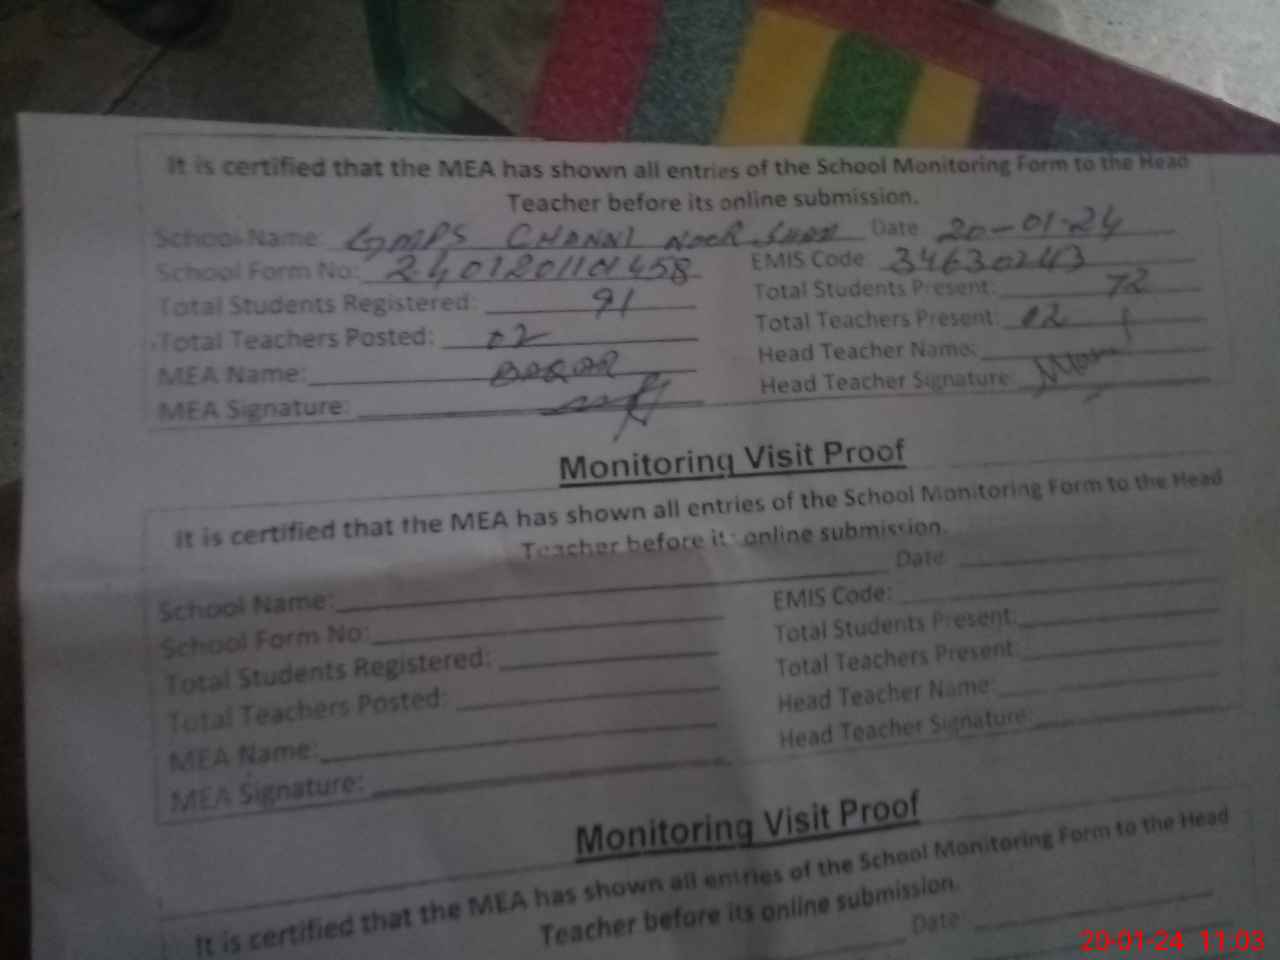 It is certified that the MEA has shown all entries of the School Monitoring Form to the Head
Teacher before its online submission.
School Name: GMPS CHANNI NOOR SHAH Date 20-01-24
School Form No: EMIS Code: 34630243
Total Students Registered: 91 Total Students Present: 72
Total Teachers Posted: 02 Total Teachers Present: 02
MEA Name: Head Teacher Name:
MEA Signature: Head Teacher Signature:
Monitoring Visit Proof
It is certified that the MEA has shown all entries of the School Monitoring Form to the Head
Teacher before its online submission.
School Name: Date
School Form No: EMIS Code:
Total Students Registered: Total Students Present:
Total Teachers Posted: Total Teachers Present:
MEA Name: Head Teacher Name:
MEA Signature: Head Teacher Signature:
Monitoring Visit Proof
It is certified that the MEA has shown all entries of the School Monitoring Form to the Head
Teacher before its online submission.
Date
20-01-24 11:03